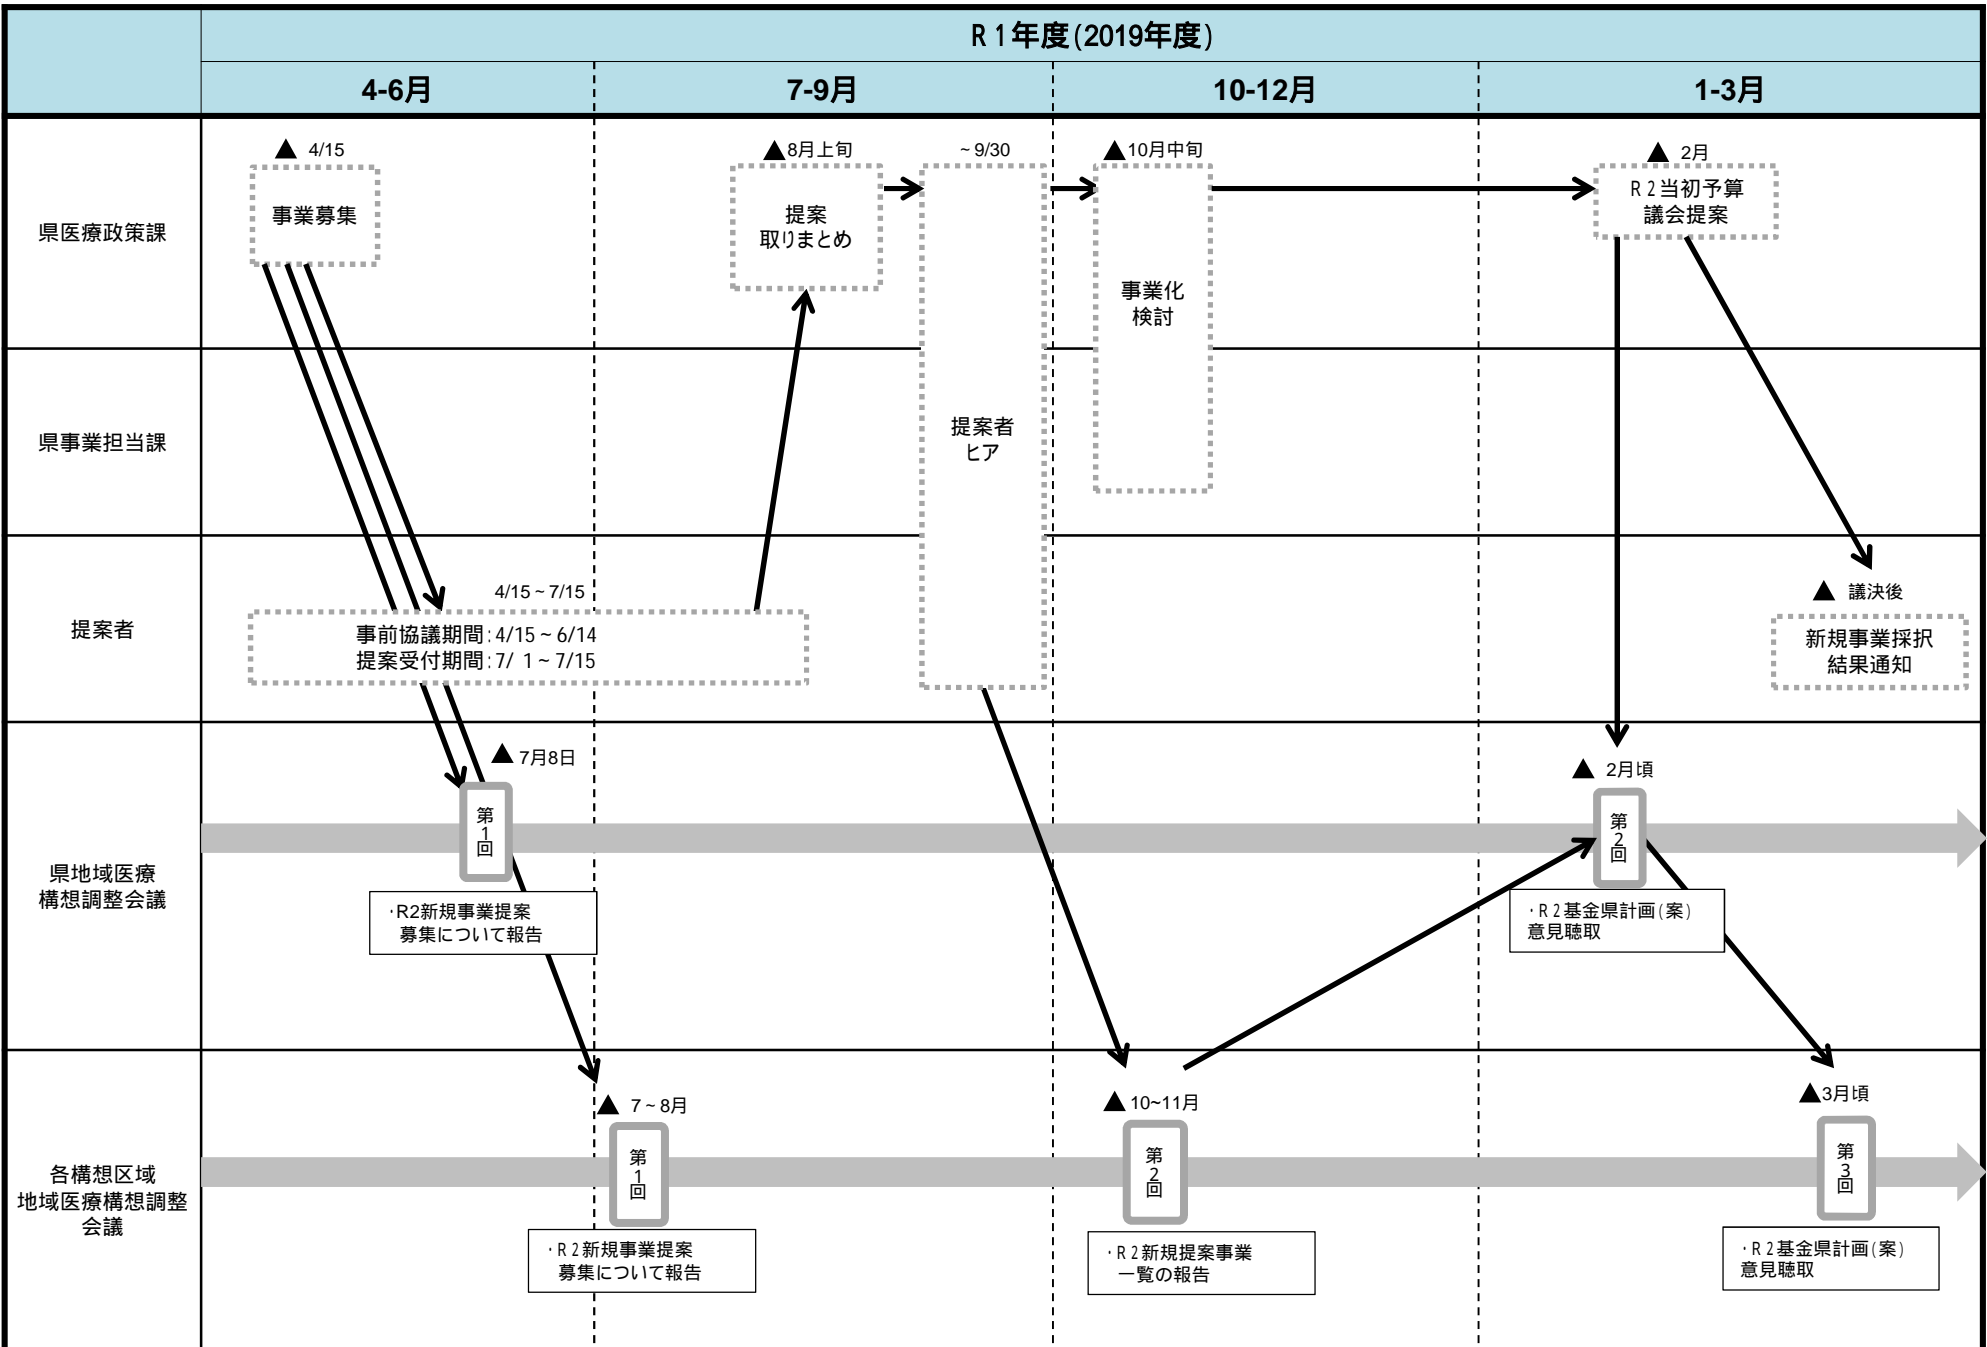 R1年度(2019年度)
4-6月
7-9月
10-12月
1-3月
県医療政策課
▲ 4/15
事業募集
▲8月上旬
提案
取りまとめ
~9/30
提案者
ヒア
▲10月中旬
事業化
検討
▲ 2月
R2当初予算
議会提案
県事業担当課
提案者
4/15~7/15
事前協議期間:4/15~6/14
提案受付期間:7/ 1~7/15
▲ 議決後
新規事業採択
結果通知
県地域医療
構想調整会議
▲ 7月8日
第
1
回
・R2新規事業提案
募集について報告
▲ 2月頃
第
2
回
・R2基金県計画(案)
意見聴取
各構想区域
地域医療構想調整
会議
▲ 7~8月
第
1
回
・R2新規事業提案
募集について報告
▲10~11月
第
2
回
・R2新規提案事業
一覧の報告
▲3月頃
第
3
回
・R2基金県計画(案)
意見聴取